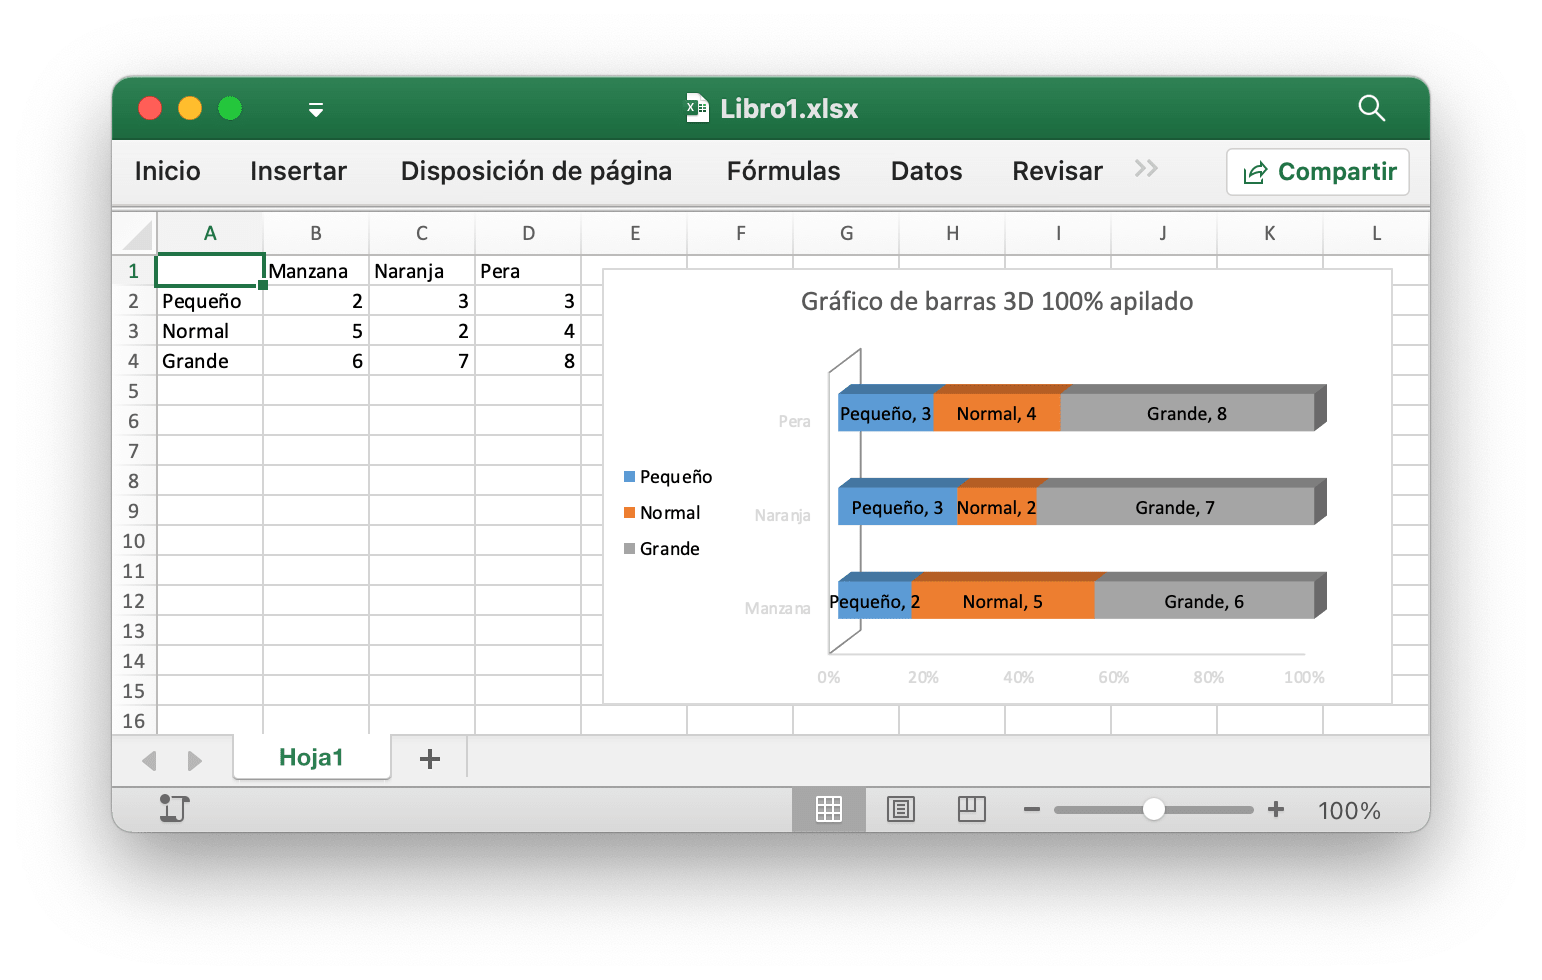 Libro1.xlsx
Inicio Insertar Disposición de página Fórmulas Datos Revisar Compartir
A B C D E F G H I J K L
1 Manzana Naranja Pera
2 Pequeño 2 3 3
3 Normal 5 2 4
4 Grande 6 7 8
5
6
7
8
9
10
11
12
13
14
15
16
Gráfico de barras 3D 100% apilado
Pequeño
Normal
Grande
Pera Pequeño, 3 Normal, 4 Grande, 8
Naranja Pequeño, 3 Normal, 2 Grande, 7
Manzana Pequeño, 2 Normal, 5 Grande, 6
0% 20% 40% 60% 80% 100%
Hoja1
100%